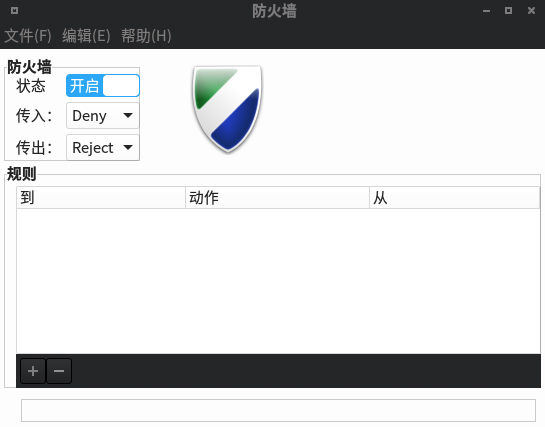 防火墙
文件(F) 编辑(E) 帮助(H)
防火墙
状态 开启
传入： Deny
传出： Reject
规则
到 动作 从